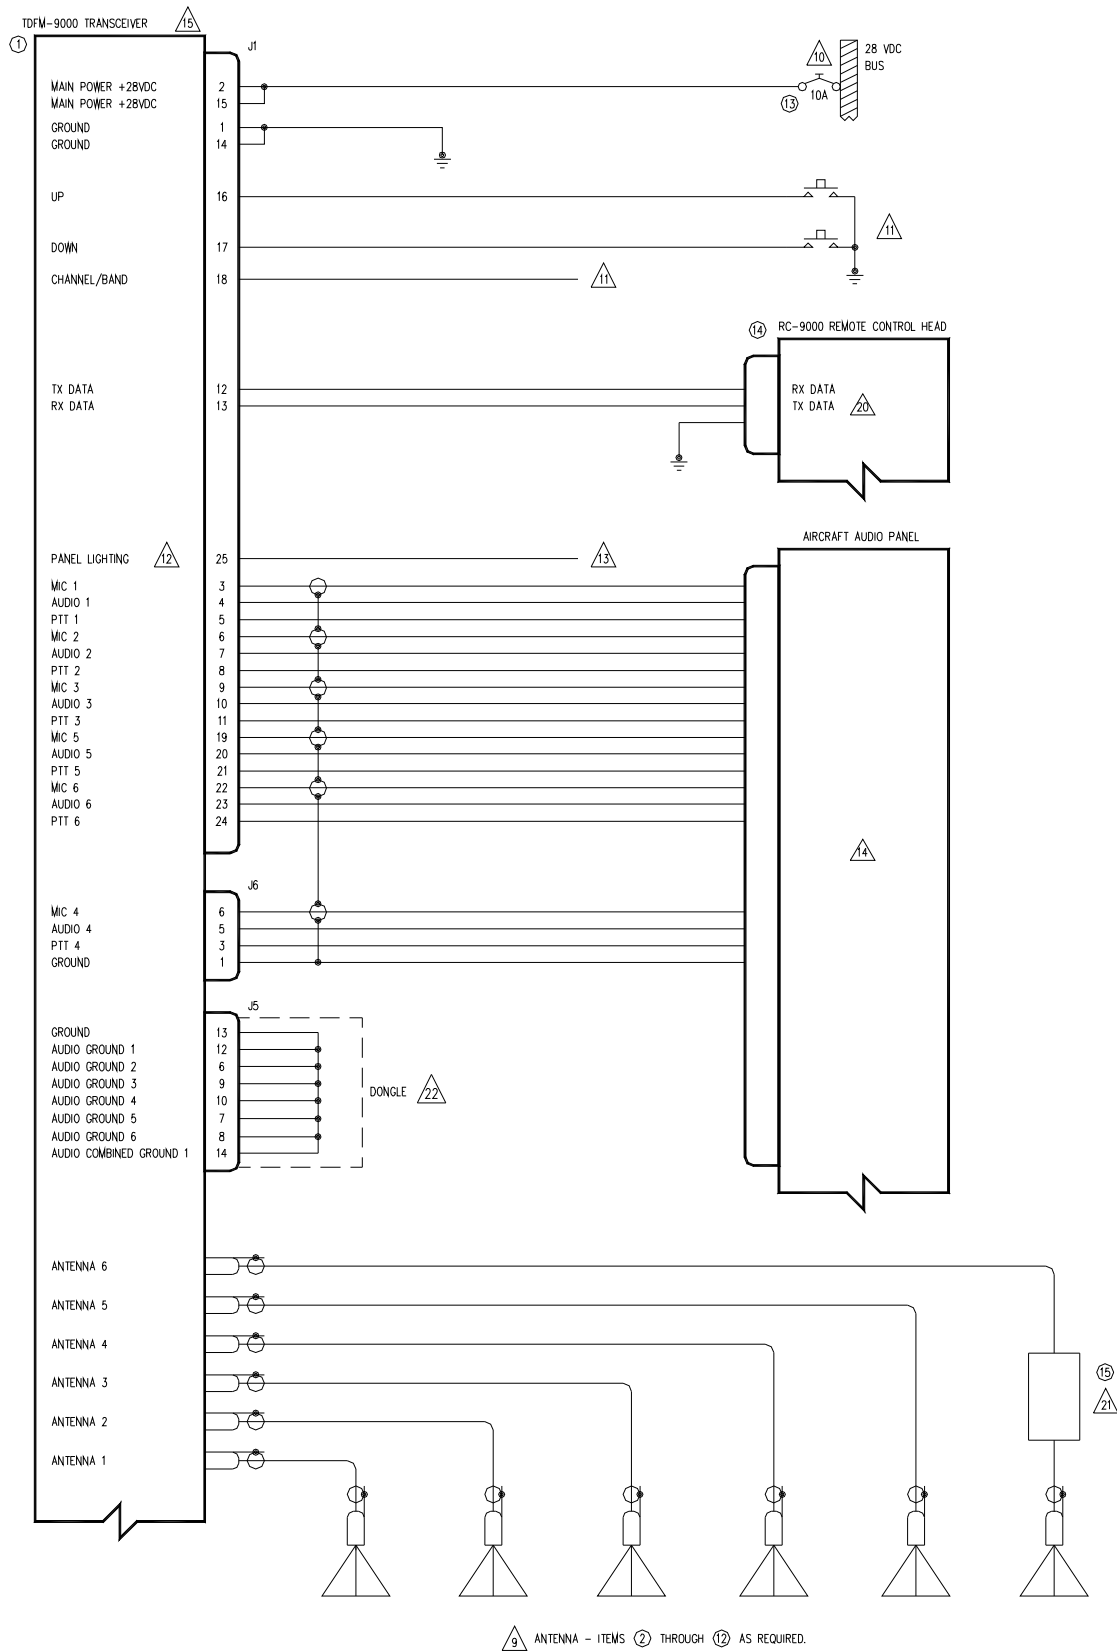 TDFM-9000 TRANSCEIVER 15
1
J1
10
28 VDC
BUS
MAIN POWER +28VDC 2
MAIN POWER +28VDC 15
13
10A
GROUND 1
GROUND 14
UP 16
DOWN 17
11
CHANNEL/BAND 18
11
14 RC-9000 REMOTE CONTROL HEAD
TX DATA 12
RX DATA
RX DATA 13
TX DATA 20
AIRCRAFT AUDIO PANEL
PANEL LIGHTING 12 25
13
MIC 1 3
AUDIO 1 4
PTT 1 5
MIC 2 6
AUDIO 2 7
PTT 2 8
MIC 3 9
AUDIO 3 10
PTT 3 11
MIC 5 19
AUDIO 5 20
PTT 5 21
MIC 6 22
AUDIO 6 23
PTT 6 24
14
J6
MIC 4 6
AUDIO 4 5
PTT 4 3
GROUND 1
J5
GROUND 13
AUDIO GROUND 1 12
AUDIO GROUND 2 6
AUDIO GROUND 3 9
AUDIO GROUND 4 10
AUDIO GROUND 5 7
AUDIO GROUND 6 8
AUDIO COMBINED GROUND 1 14
DONGLE 22
ANTENNA 6
ANTENNA 5
ANTENNA 4
ANTENNA 3
ANTENNA 2
ANTENNA 1
15
21
9 ANTENNA - ITEMS 2 THROUGH 12 AS REQUIRED.